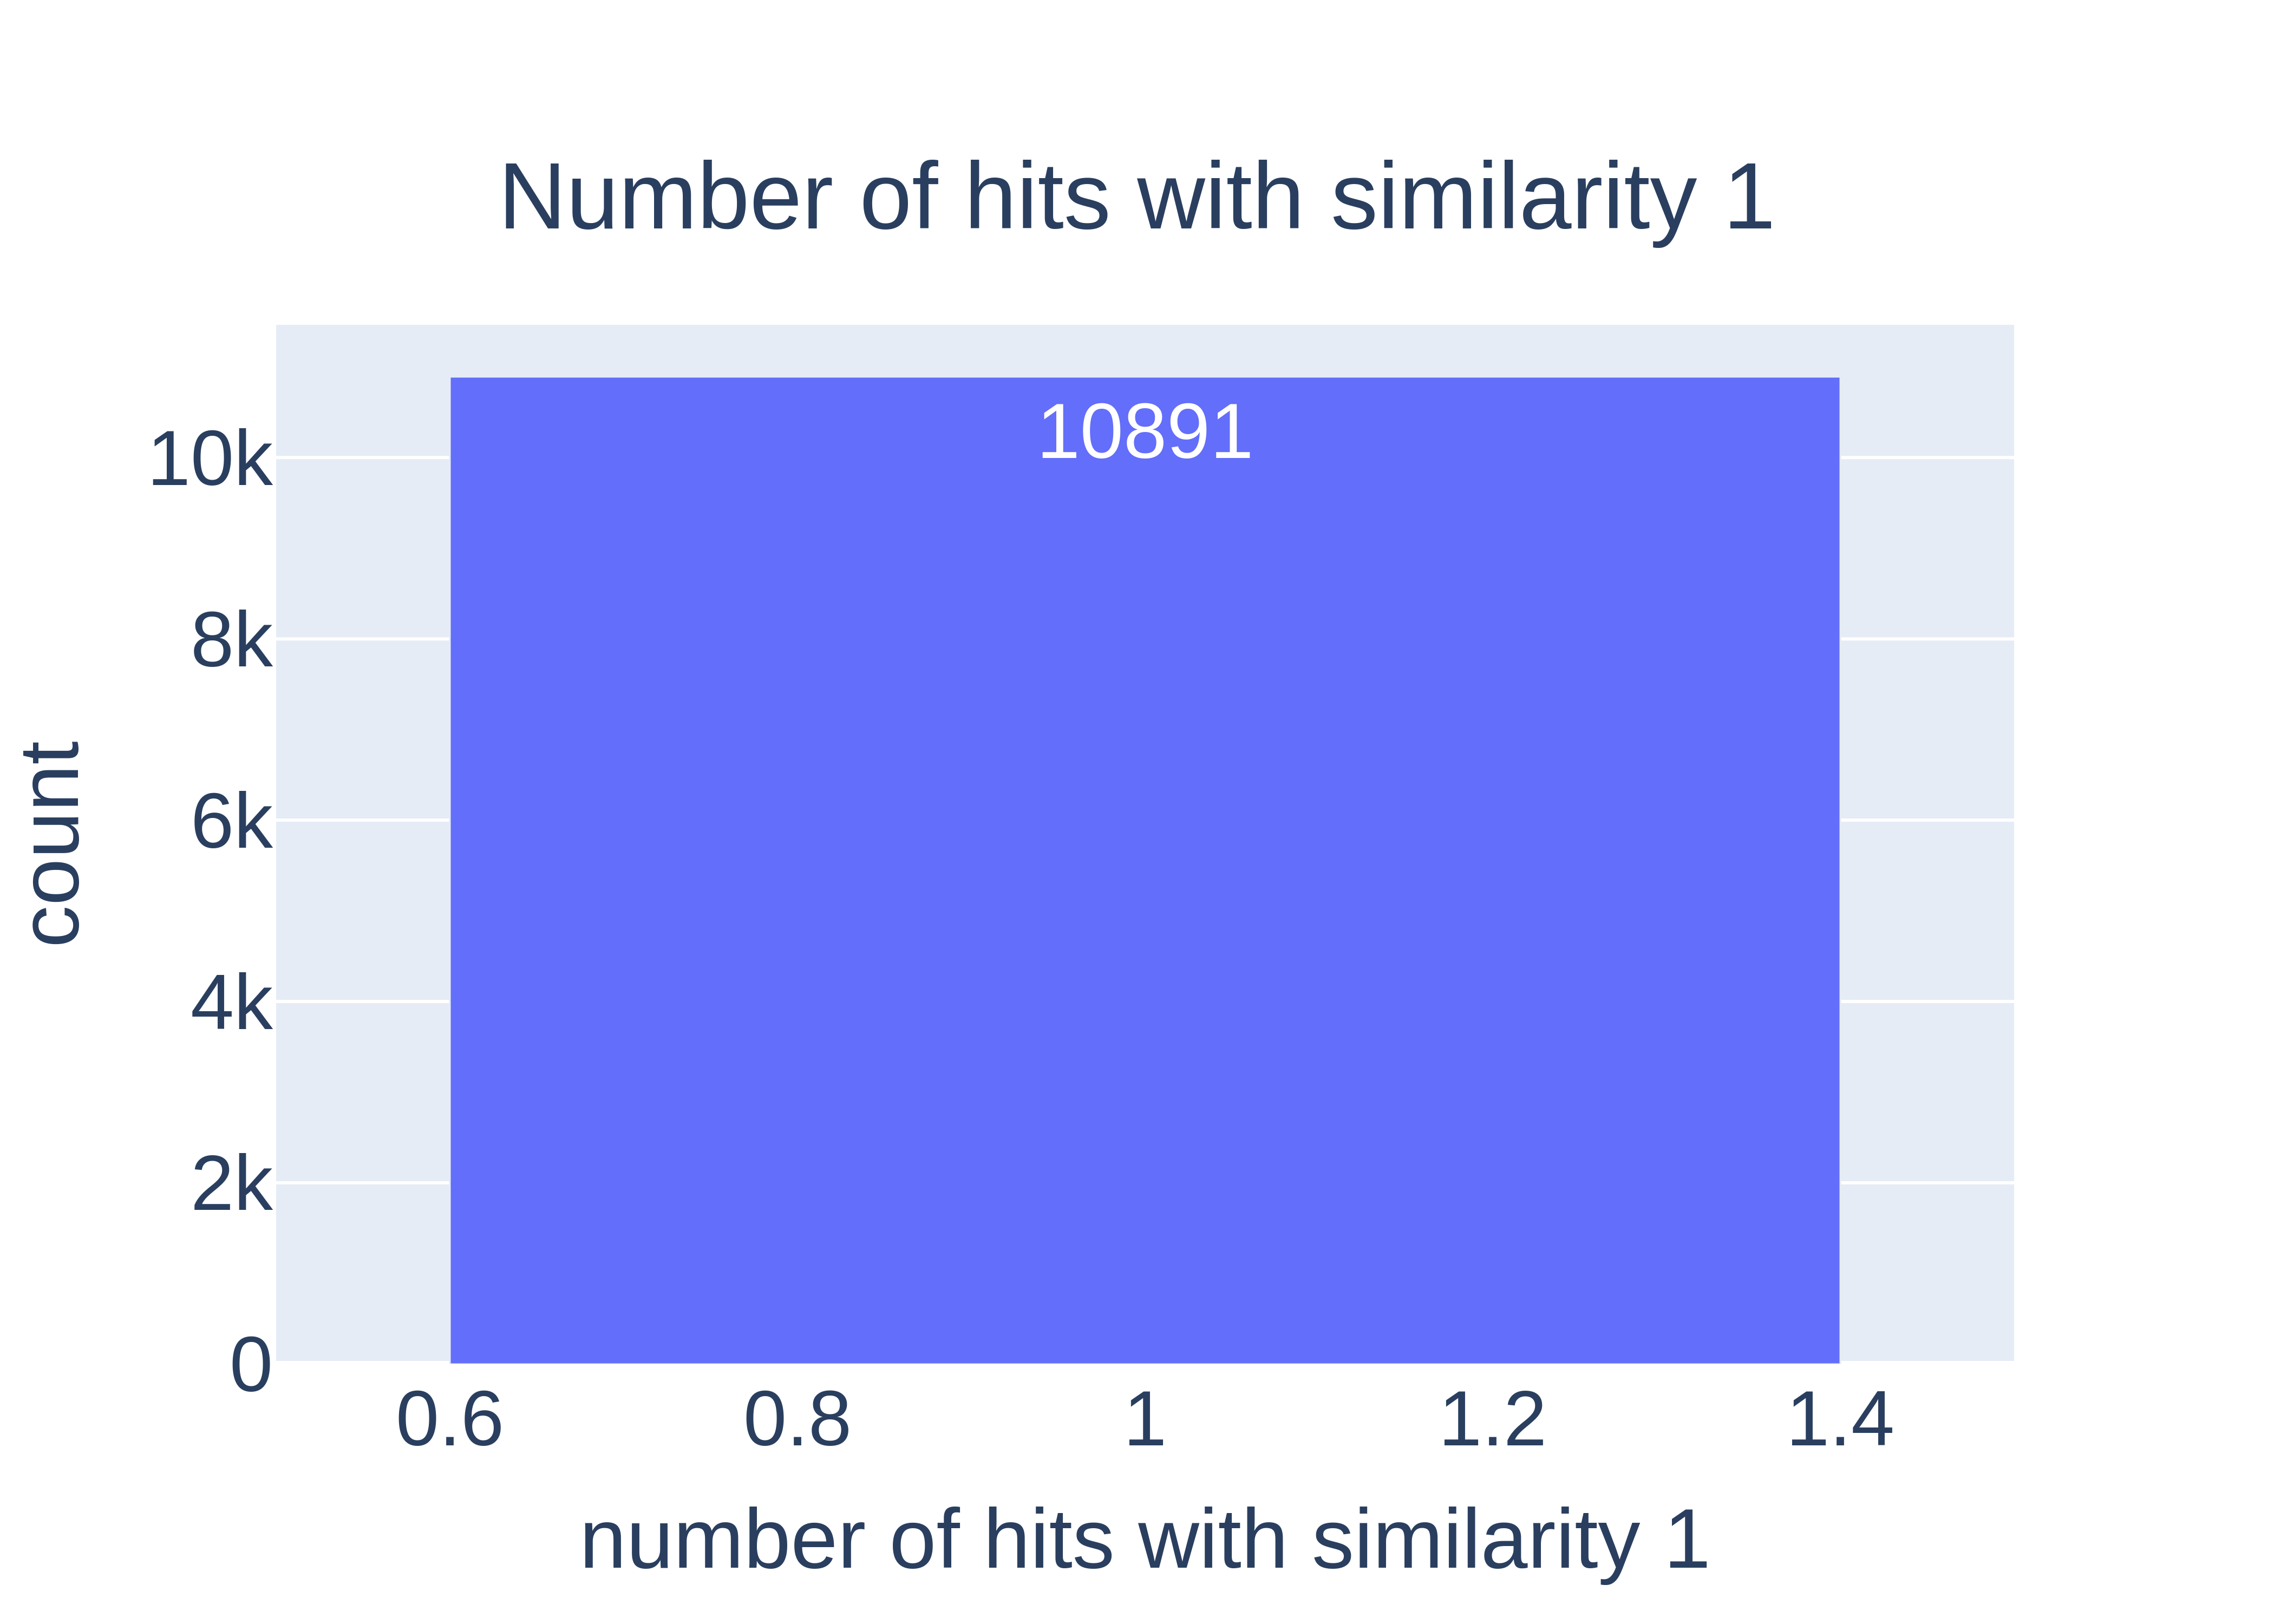 Number of hits with similarity 1
10891
10k
8k
6k
4k
2k
0
count
0.6 0.8 1 1.2 1.4
number of hits with similarity 1